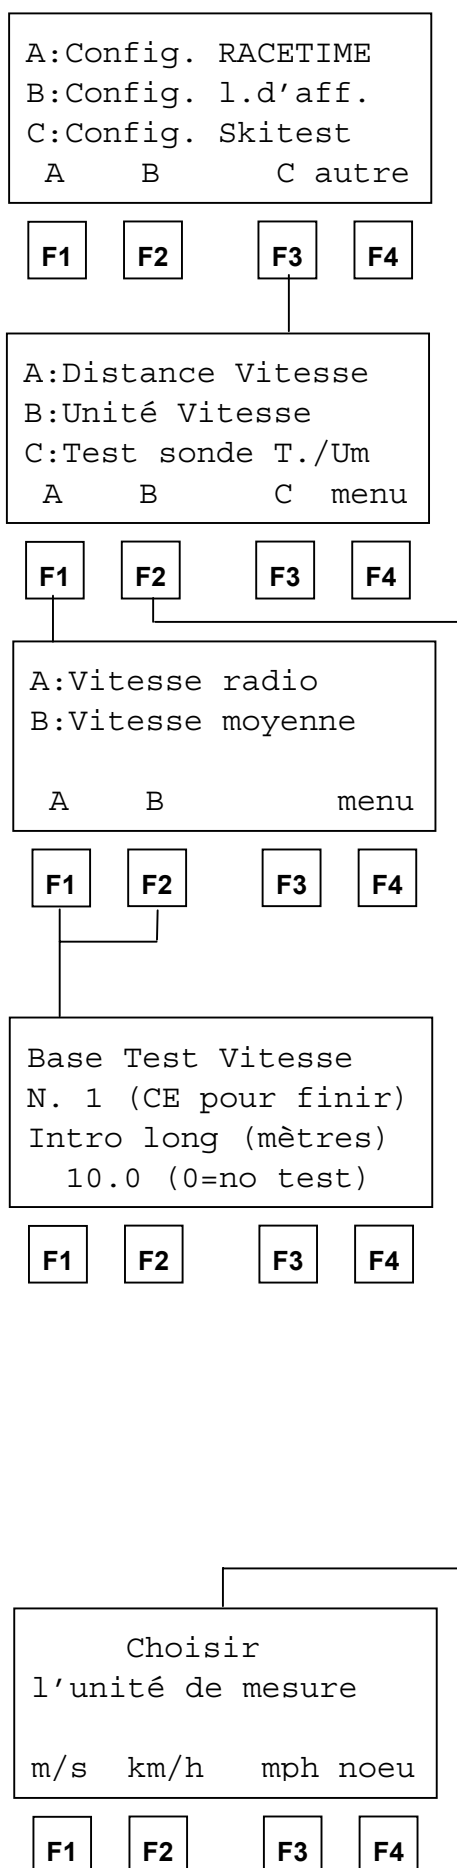 A:Config. RACETIME
B:Config. l.d'aff.
C:Config. Skitest
A B C autre
F1 F2 F3 F4
A:Distance Vitesse
B:Unité Vitesse
C:Test sonde T./Um
A B C menu
F1 F2 F3 F4
A:Vitesse radio
B:Vitesse moyenne
A B menu
F1 F2 F3 F4
Base Test Vitesse
N. 1 (CE pour finir)
Intro long (mètres)
10.0 (0=no test)
F1 F2 F3 F4
Choisir
l'unité de mesure
m/s km/h mph noeu
F1 F2 F3 F4